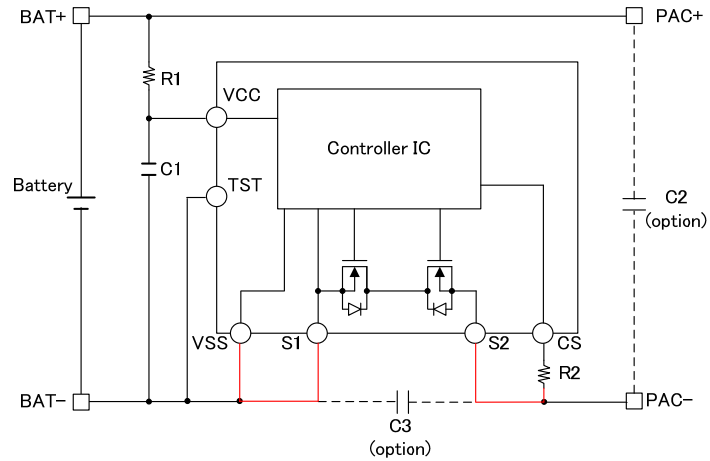 BAT+
PAC+
R1
VCC
Controller IC
C1
TST
Battery
C2
(option)
VSS
S1
S2
CS
R2
BAT-
C3
(option)
PAC-